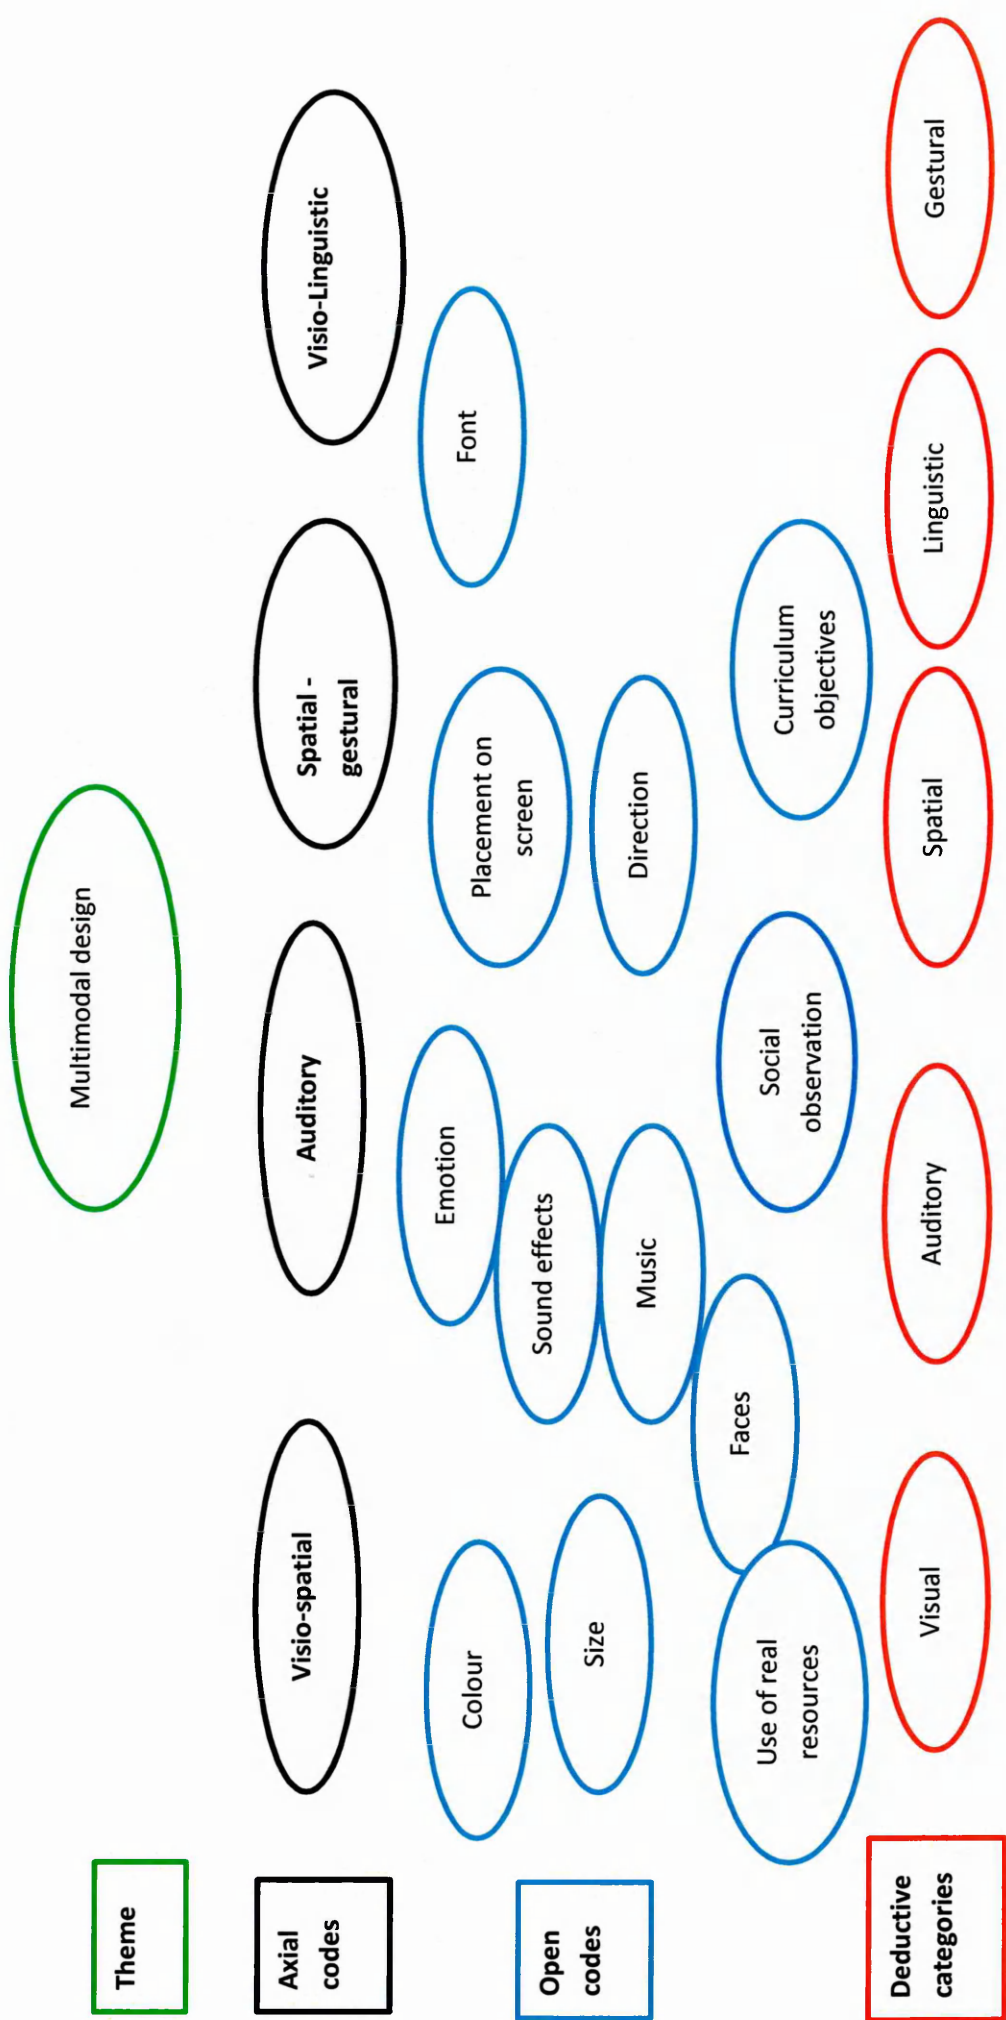 Theme
Multimodal design
Axial
codes
Visio-spatial
Auditory
Spatial -
gestural
Visio-Linguistic
Open
codes
Colour
Size
Emotion
Sound effects
Music
Placement on
screen
Direction
Font
Use of real
resources
Faces
Social
observation
Curriculum
objectives
Deductive
categories
Visual
Auditory
Spatial
Linguistic
Gestural